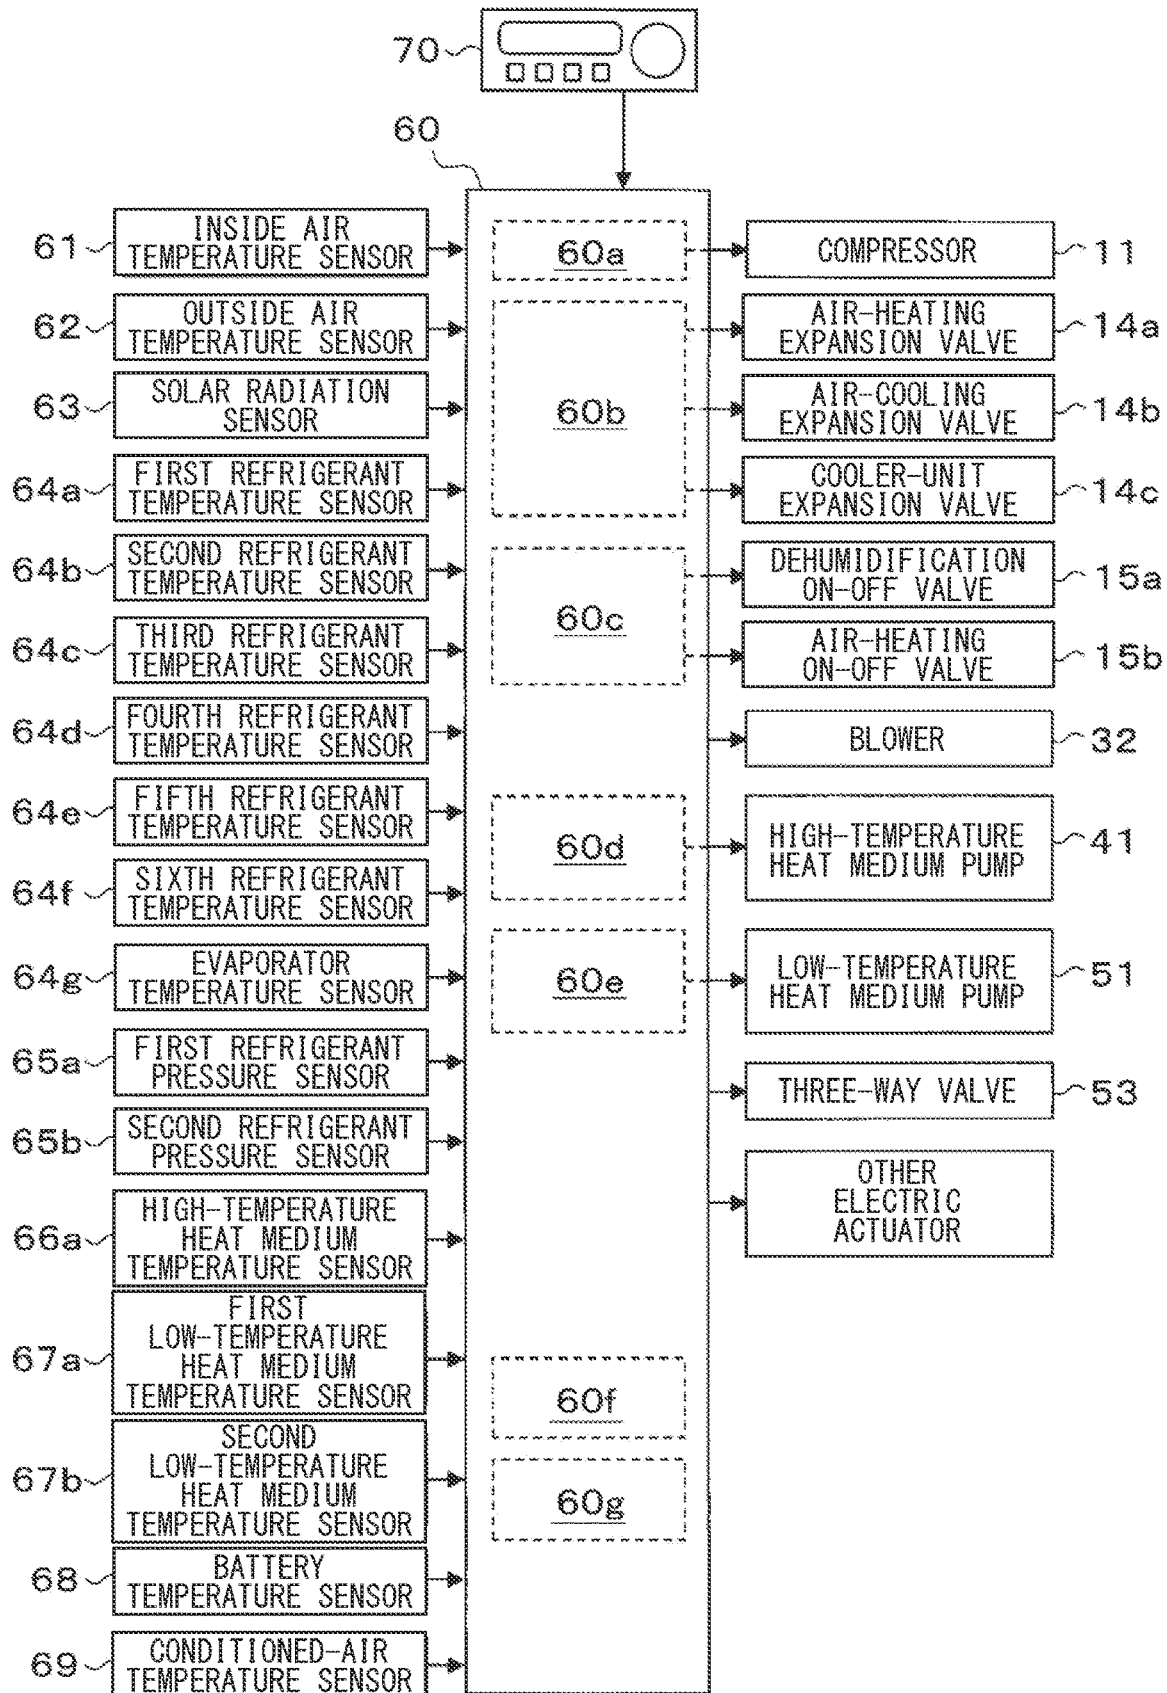 70
60
61
INSIDE AIR
TEMPERATURE SENSOR
62
OUTSIDE AIR
TEMPERATURE SENSOR
63
SOLAR RADIATION
SENSOR
64a
FIRST REFRIGERANT
TEMPERATURE SENSOR
64b
SECOND REFRIGERANT
TEMPERATURE SENSOR
64c
THIRD REFRIGERANT
TEMPERATURE SENSOR
64d
FOURTH REFRIGERANT
TEMPERATURE SENSOR
64e
FIFTH REFRIGERANT
TEMPERATURE SENSOR
64f
SIXTH REFRIGERANT
TEMPERATURE SENSOR
64g
EVAPORATOR
TEMPERATURE SENSOR
65a
FIRST REFRIGERANT
PRESSURE SENSOR
65b
SECOND REFRIGERANT
PRESSURE SENSOR
66a
HIGH-TEMPERATURE
HEAT MEDIUM
TEMPERATURE SENSOR
67a
FIRST
LOW-TEMPERATURE
HEAT MEDIUM
TEMPERATURE SENSOR
67b
SECOND
LOW-TEMPERATURE
HEAT MEDIUM
TEMPERATURE SENSOR
68
BATTERY
TEMPERATURE SENSOR
69
CONDITIONED-AIR
TEMPERATURE SENSOR
60a
60b
60c
60d
60e
60f
60g
COMPRESSOR
11
AIR-HEATING
EXPANSION VALVE
14a
AIR-COOLING
EXPANSION VALVE
14b
COOLER-UNIT
EXPANSION VALVE
14c
DEHUMIDIFICATION
ON-OFF VALVE
15a
AIR-HEATING
ON-OFF VALVE
15b
BLOWER
32
HIGH-TEMPERATURE
HEAT MEDIUM PUMP
41
LOW-TEMPERATURE
HEAT MEDIUM PUMP
51
THREE-WAY VALVE
53
OTHER
ELECTRIC
ACTUATOR